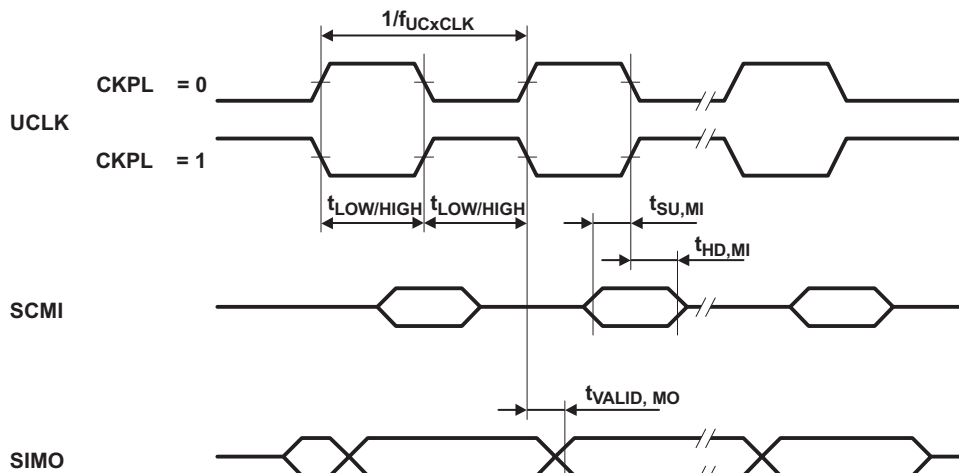 1/fUCxCLK
CKPL = 0
UCLK
CKPL = 1
tLOW/HIGH tLOW/HIGH
tSU,MI
tHD,MI
SCMI
tVALID, MO
SIMO